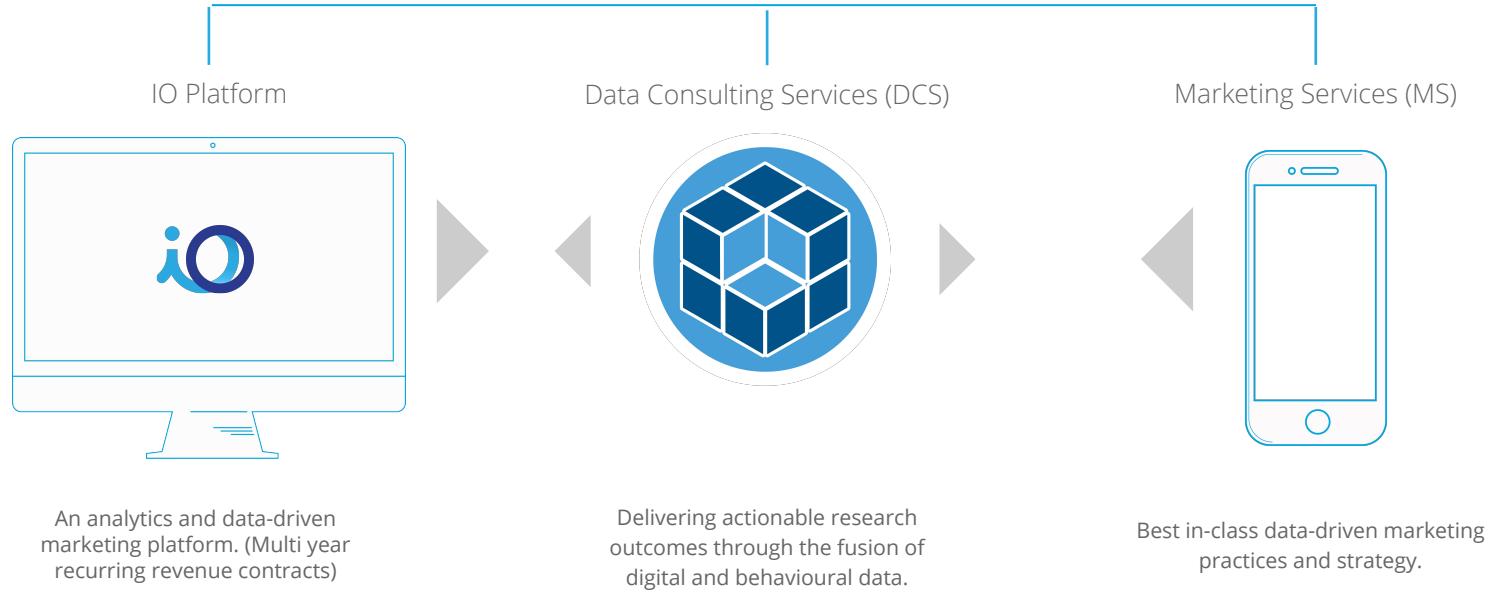 IO Platform
Data Consulting Services (DCS)
Marketing Services (MS)
iO
An analytics and data-driven
marketing platform. (Multi year
recurring revenue contracts)
Delivering actionable research
outcomes through the fusion of
digital and behavioural data.
Best in-class data-driven marketing
practices and strategy.